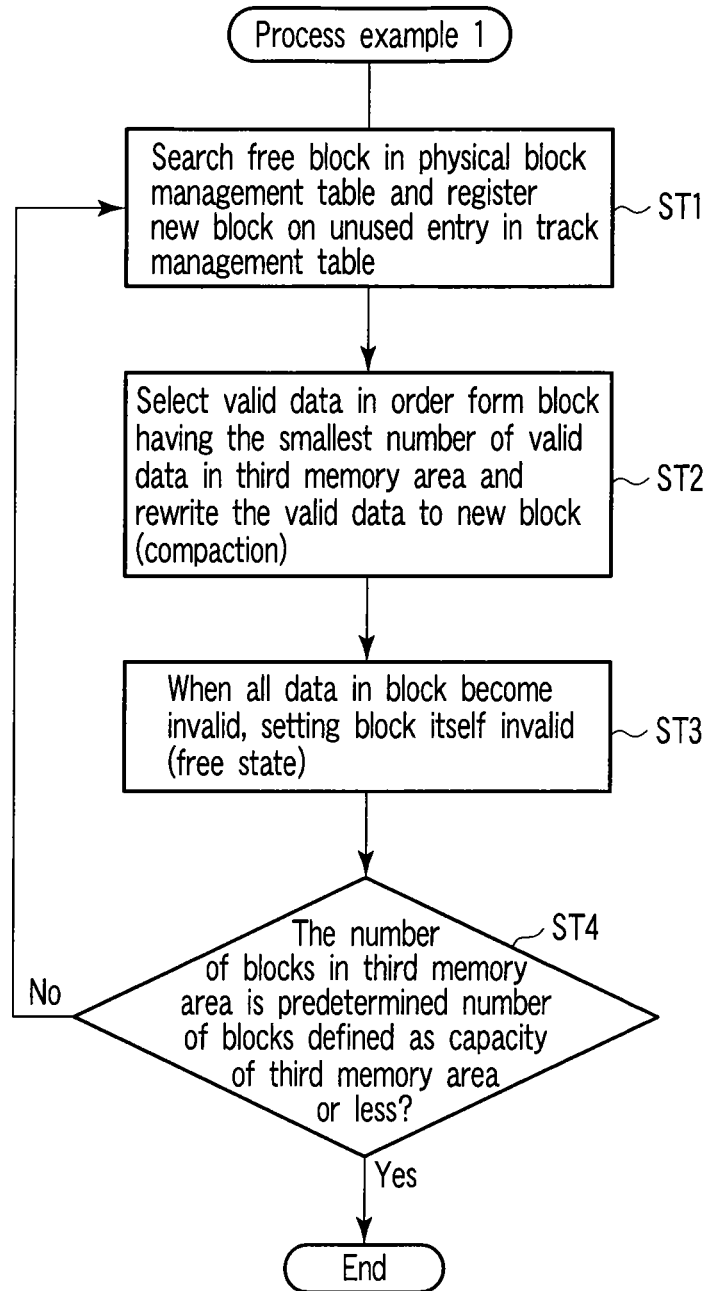 Process example 1
Search free block in physical block
management table and register
new block on unused entry in track
management table
ST1
Select valid data in order form block
having the smallest number of valid
data in third memory area and
rewrite the valid data to new block
(compaction)
ST2
When all data in block become
invalid, setting block itself invalid
(free state)
ST3
ST4
The number
of blocks in third memory
area is predetermined number
of blocks defined as capacity
of third memory area
or less?
No
Yes
End